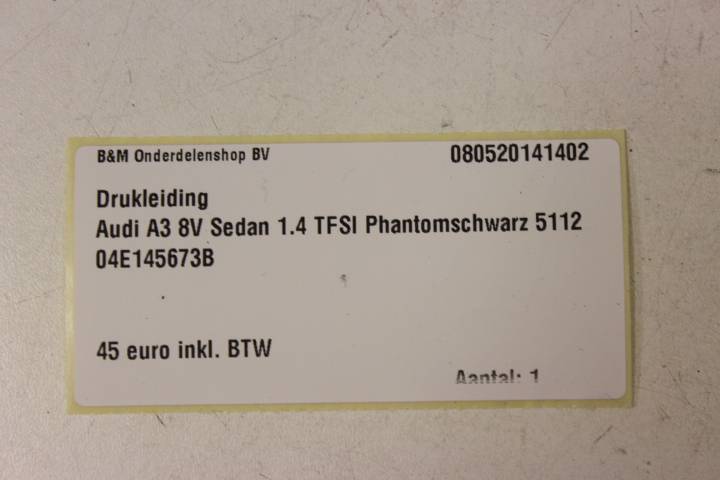 B&M Onderdelenshop BV 080520141402
Drukleiding
Audi A3 8V Sedan 1.4 TFSI Phantomschwarz 5112
04E145673B
45 euro inkl. BTW
Aantal: 1